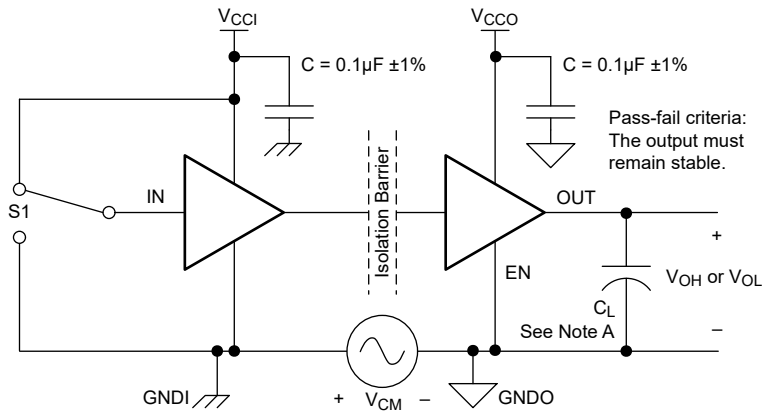 VCCI
VCCO
C = 0.1µF ±1%
C = 0.1µF ±1%
Pass-fail criteria:
The output must
remain stable.
S1
IN
Isolation Barrier
OUT
EN
+
VOH or VOL
–
CL
See Note A
GNDI
+ VCM –
GNDO